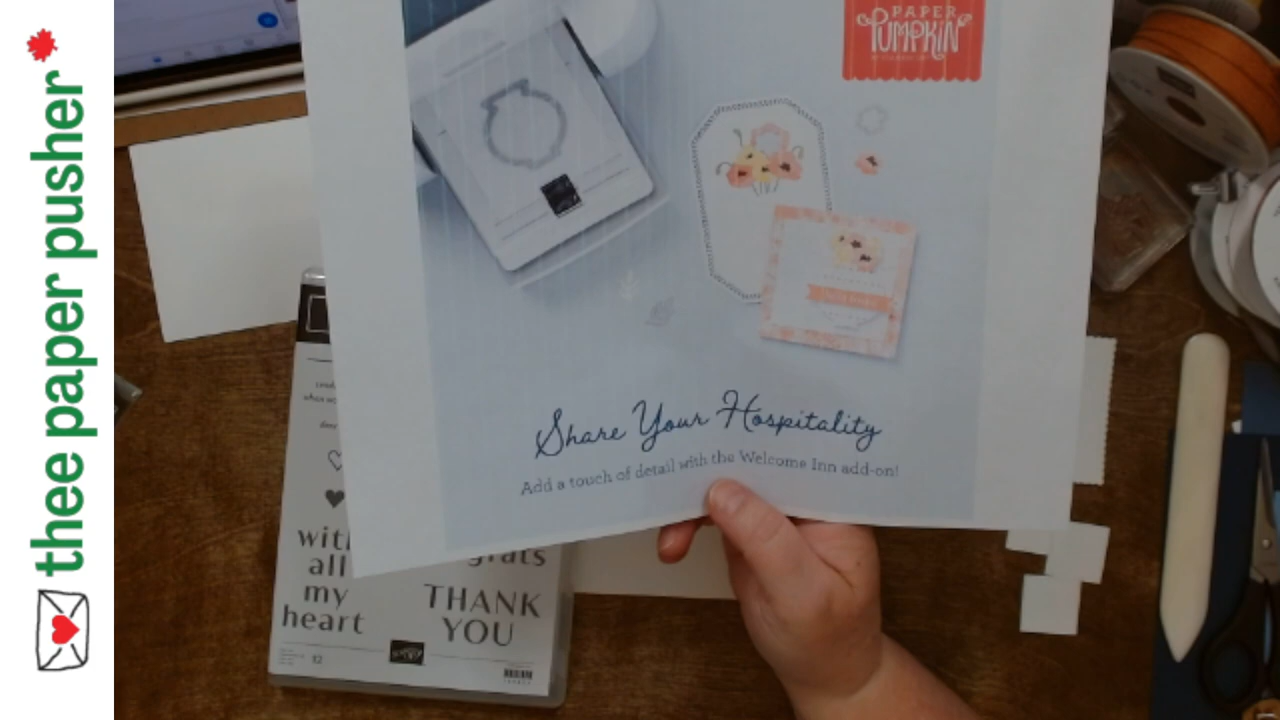 thee paper pusher
PAPER
PUMPKIN
Share Your Hospitality
Add a touch of detail with the Welcome Inn add-on!
with
all
my
heart
grats
THANK
YOU
12